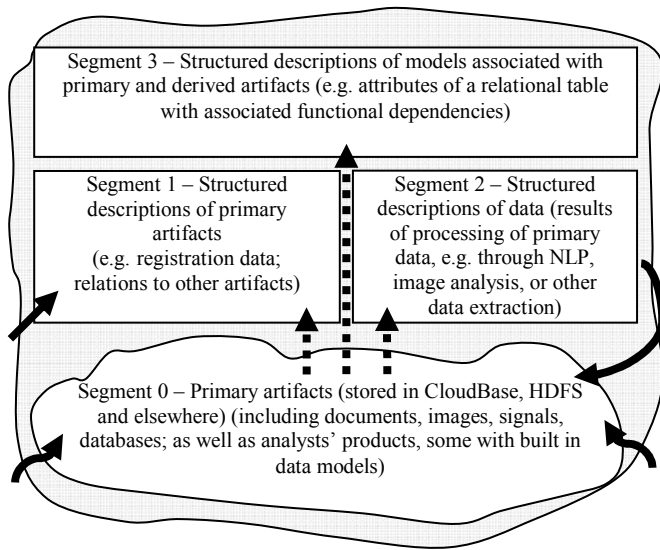 Segment 3 – Structured descriptions of models associated with
primary and derived artifacts (e.g. attributes of a relational table
with associated functional dependencies)
Segment 1 – Structured
descriptions of primary
artifacts
(e.g. registration data;
relations to other artifacts)
Segment 2 – Structured
descriptions of data (results
of processing of primary
data, e.g. through NLP,
image analysis, or other
data extraction)
Segment 0 – Primary artifacts (stored in CloudBase, HDFS
and elsewhere) (including documents, images, signals,
databases; as well as analysts’ products, some with built in
data models)